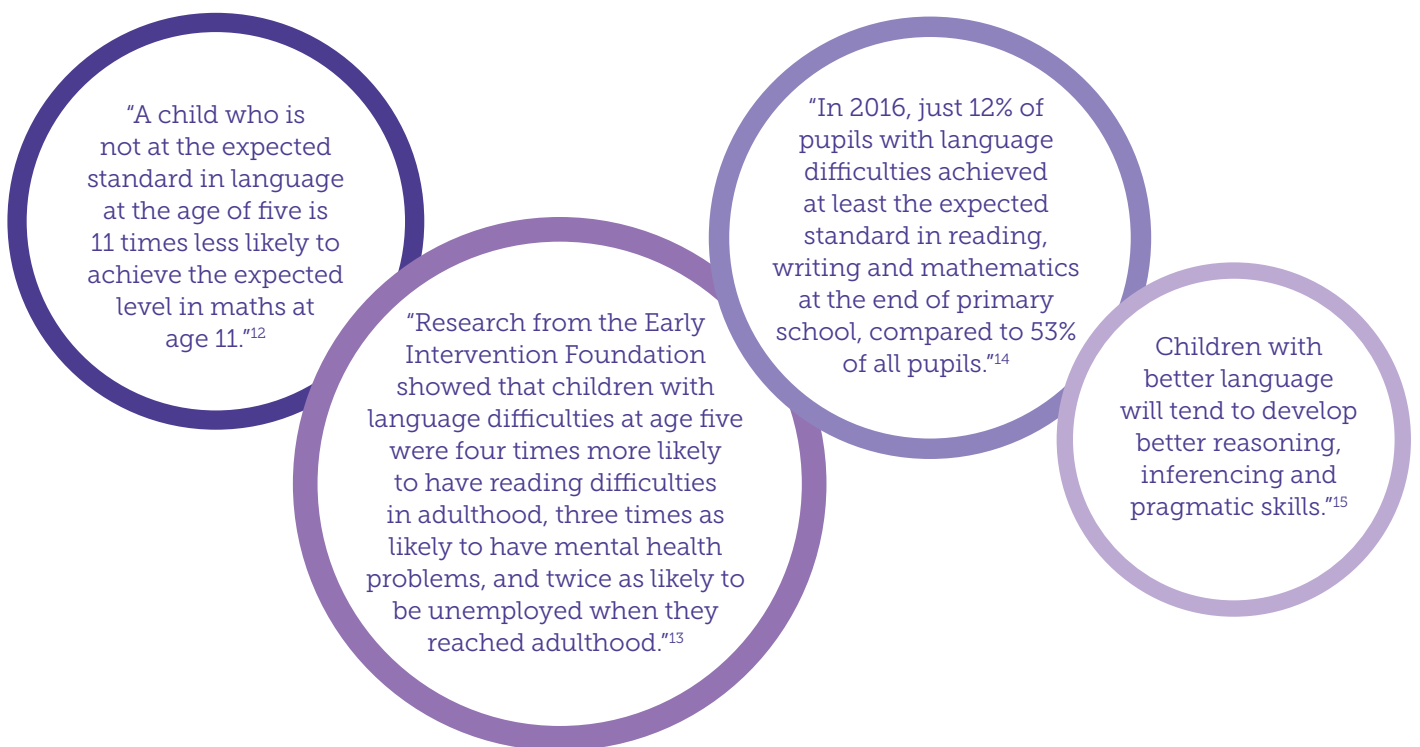 “A child who is
not at the expected
standard in language
at the age of five is
11 times less likely to
achieve the expected
level in maths at
age 11.”12
“Research from the Early
Intervention Foundation
showed that children with
language difficulties at age five
were four times more likely
to have reading difficulties
in adulthood, three times as
likely to have mental health
problems, and twice as likely to
be unemployed when they
reached adulthood.”13
“In 2016, just 12% of
pupils with language
difficulties achieved
at least the expected
standard in reading,
writing and mathematics
at the end of primary
school, compared to 53%
of all pupils.”14
Children with
better language
will tend to develop
better reasoning,
inferencing and
pragmatic skills.”15